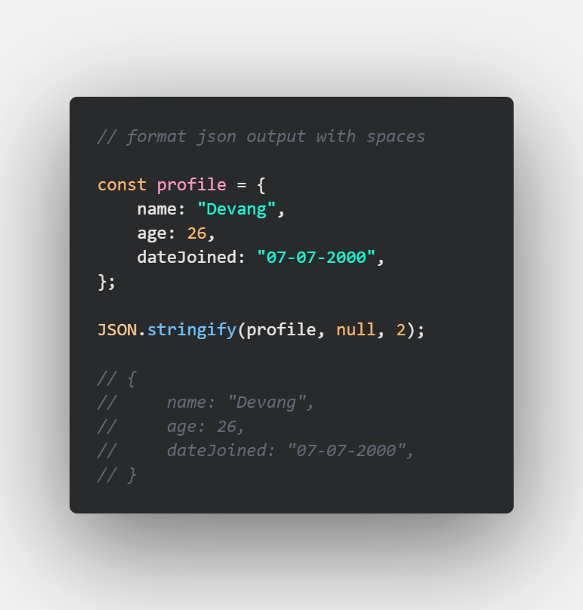 // format json output with spaces
const profile = {
    name: "Devang",
    age: 26,
    dateJoined: "07-07-2000",
};
JSON.stringify(profile, null, 2);
// {
//     name: "Devang",
//     age: 26,
//     dateJoined: "07-07-2000",
// }